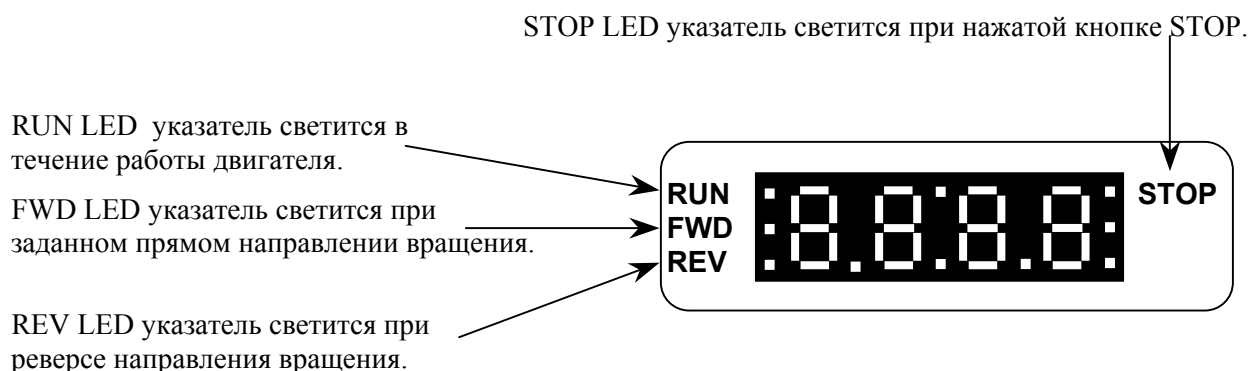 STOP LED указатель светится при нажатой кнопке STOP.
RUN LED указатель светится в
течение работы двигателя.
FWD LED указатель светится при
заданном прямом направлении вращения.
REV LED указатель светится при
реверсе направления вращения.
RUN
FWD
REV
8.8:8.8
STOP